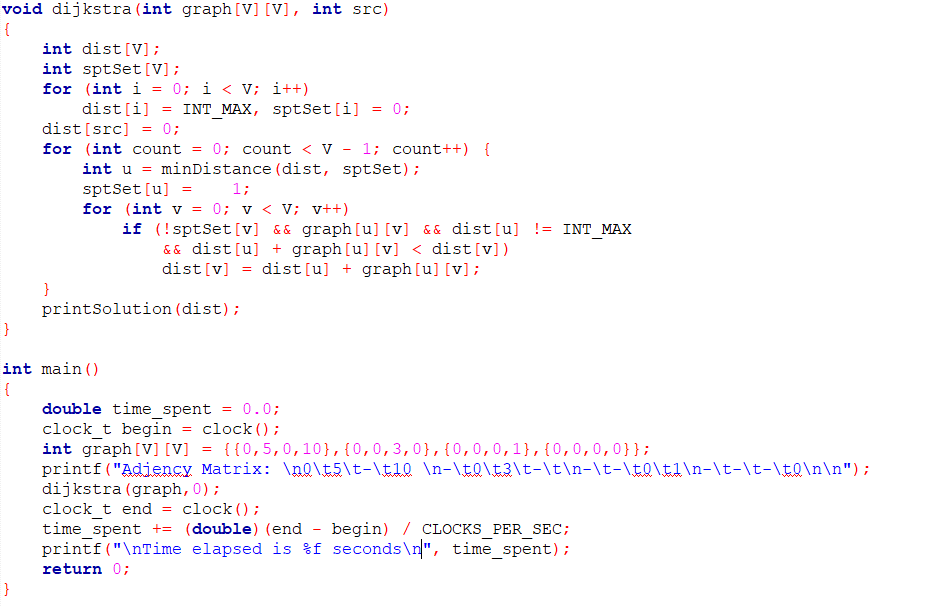 void dijkstra(int graph[V][V], int src)
{
    int dist[V];
    int sptSet[V];
    for (int i = 0; i < V; i++)
        dist[i] = INT_MAX, sptSet[i] = 0;
    dist[src] = 0;
    for (int count = 0; count < V - 1; count++) {
        int u = minDistance(dist, sptSet);
        sptSet[u] =    1;
        for (int v = 0; v < V; v++)
            if (!sptSet[v] && graph[u][v] && dist[u] != INT_MAX
                && dist[u] + graph[u][v] < dist[v])
                dist[v] = dist[u] + graph[u][v];
    }
    printSolution(dist);
}

int main()
{
    double time_spent = 0.0;
    clock_t begin = clock();
    int graph[V][V] = {{0,5,0,10},{0,0,3,0},{0,0,0,1},{0,0,0,0}};
    printf("Adjency Matrix: \n0\t5\t-\t10 \n-\t0\t3\t-\t\n-\t-\t0\t1\n-\t-\t-\t0\n\n");
    dijkstra(graph,0);
    clock_t end = clock();
    time_spent += (double)(end - begin) / CLOCKS_PER_SEC;
    printf("\nTime elapsed is %f seconds\n", time_spent);
    return 0;
}